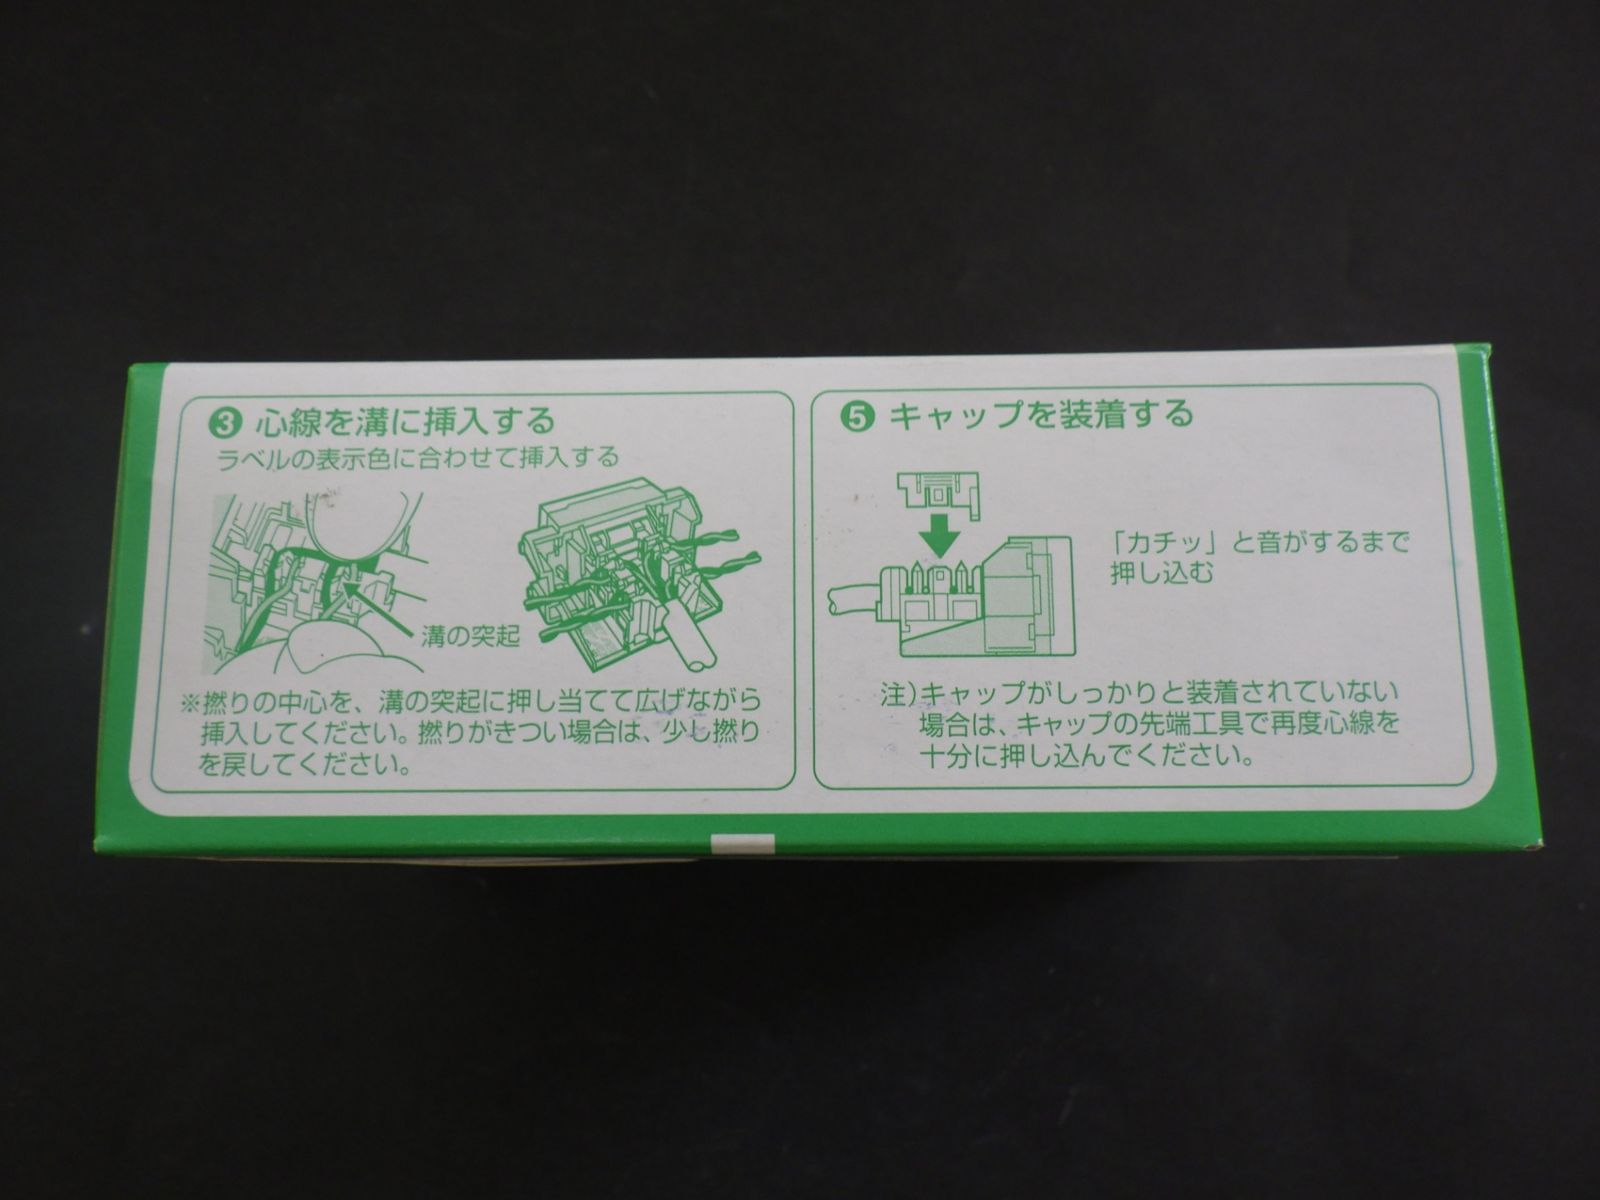 ❸ 心線を溝に挿入する
ラベルの表示色に合わせて挿入する
溝の突起
※撚りの中心を、溝の突起に押し当てて広げながら
挿入してください。撚りがきつい場合は、少し撚り
を戻してください。
❺ キャップを装着する
「カチッ」と音がするまで
押し込む
注)キャップがしっかりと装着されていない
場合は、キャップの先端工具で再度心線を
十分に押し込んでください。